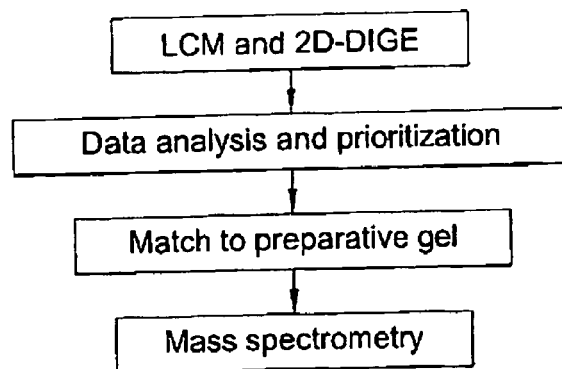 LCM and 2D-DIGE
Data analysis and prioritization
Match to preparative gel
Mass spectrometry